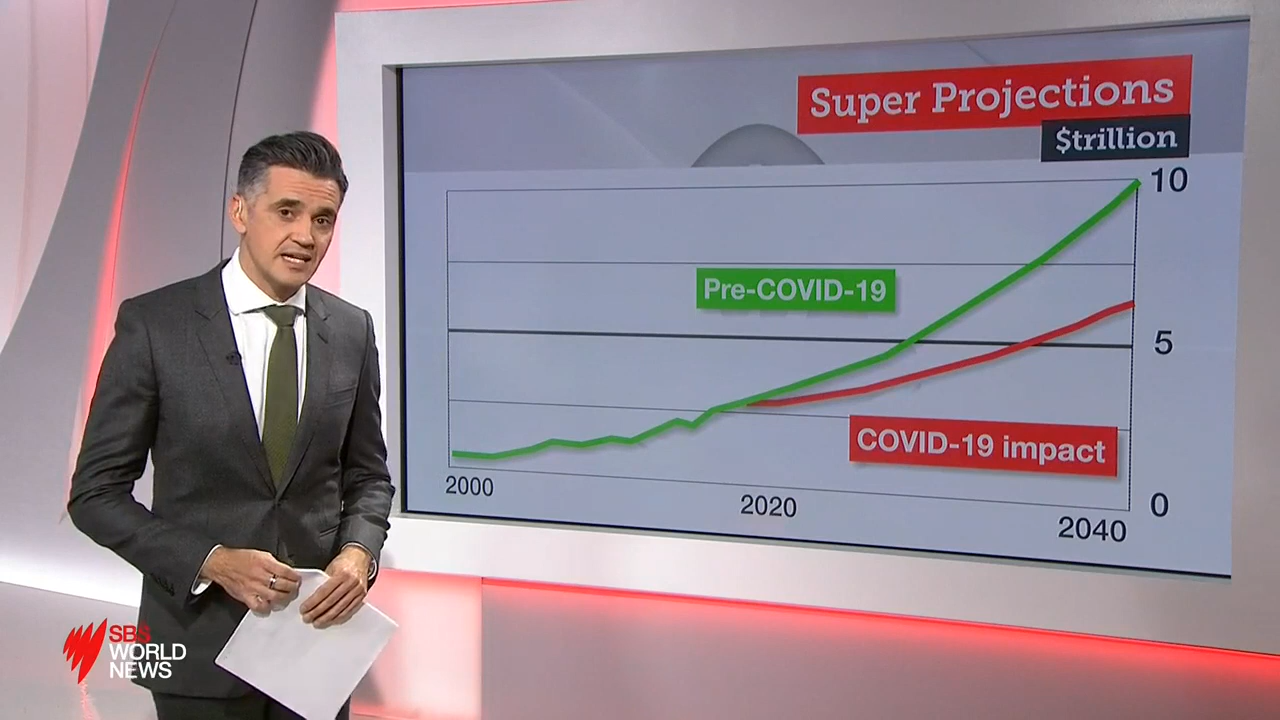 Super Projections
$trillion
10
Pre-COVID-19
5
COVID-19 impact
0
2000
2020
2040
SBS
WORLD
NEWS